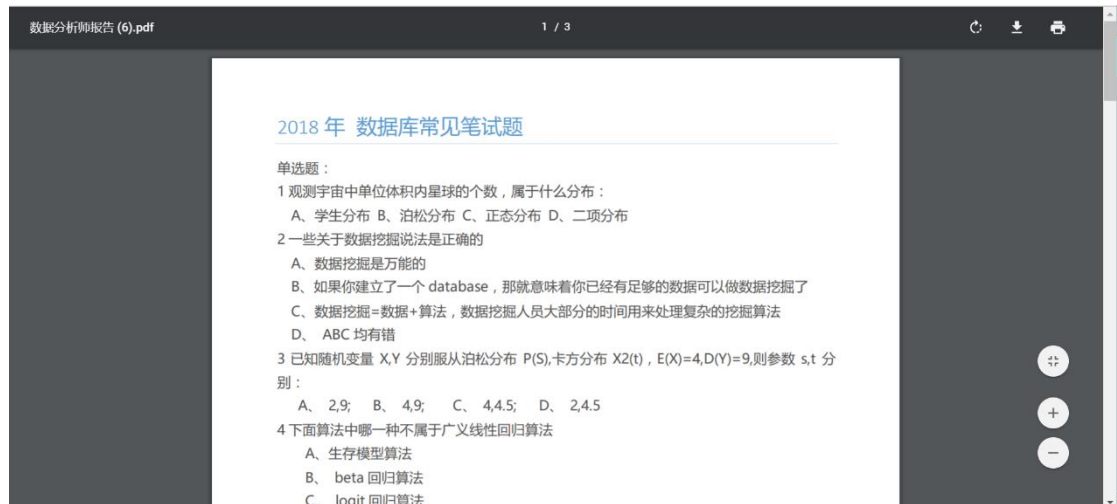 数据分析师报告 (6).pdf
1 / 3
2018 年 数据库常见笔试题
单选题：
1 观测宇宙中单位体积内星球的个数，属于什么分布：
A、学生分布 B、泊松分布 C、正态分布 D、二项分布
2 一些关于数据挖掘说法是正确的
A、数据挖掘是万能的
B、如果你建立了一个 database，那就意味着你已经有足够的数据可以做数据挖掘了
C、数据挖掘=数据+算法，数据挖掘人员大部分的时间用来处理复杂的挖掘算法
D、 ABC 均有错
3 已知随机变量 X,Y 分别服从泊松分布 P(S),卡方分布 X2(t)，E(X)=4,D(Y)=9,则参数 s,t 分
别：
A、 2,9; B、 4,9; C、 4,4.5; D、 2,4.5
4 下面算法中哪一种不属于广义线性回归算法
A、生存模型算法
B、 beta 回归算法
C、 logit 回归算法